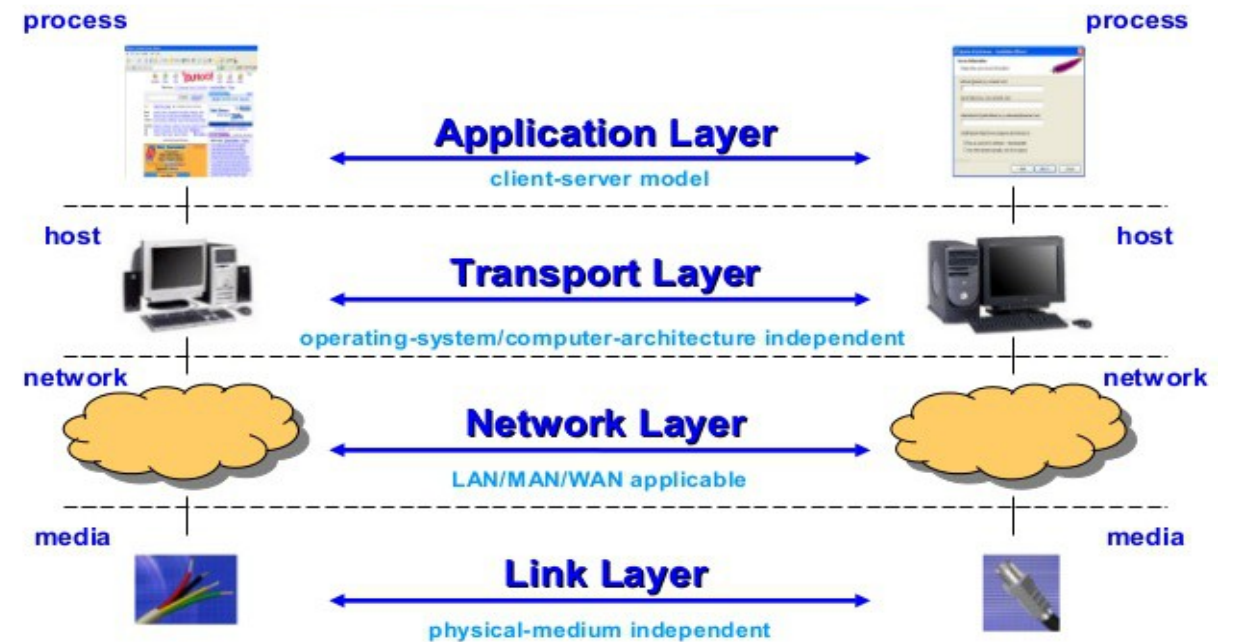 process
process
YAHOO!
Application Layer
client-server model
host
host
Transport Layer
operating-system/computer-architecture independent
network
network
Network Layer
LAN/MAN/WAN applicable
media
media
Link Layer
physical-medium independent